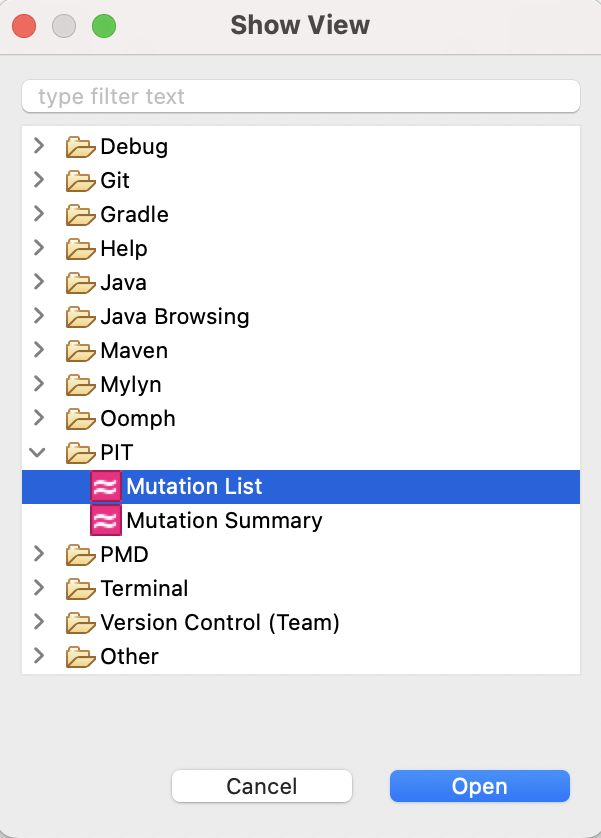 Show View
type filter text
Debug
Git
Gradle
Help
Java
Java Browsing
Maven
Mylyn
Oomph
PIT
Mutation List
Mutation Summary
PMD
Terminal
Version Control (Team)
Other
Cancel
Open